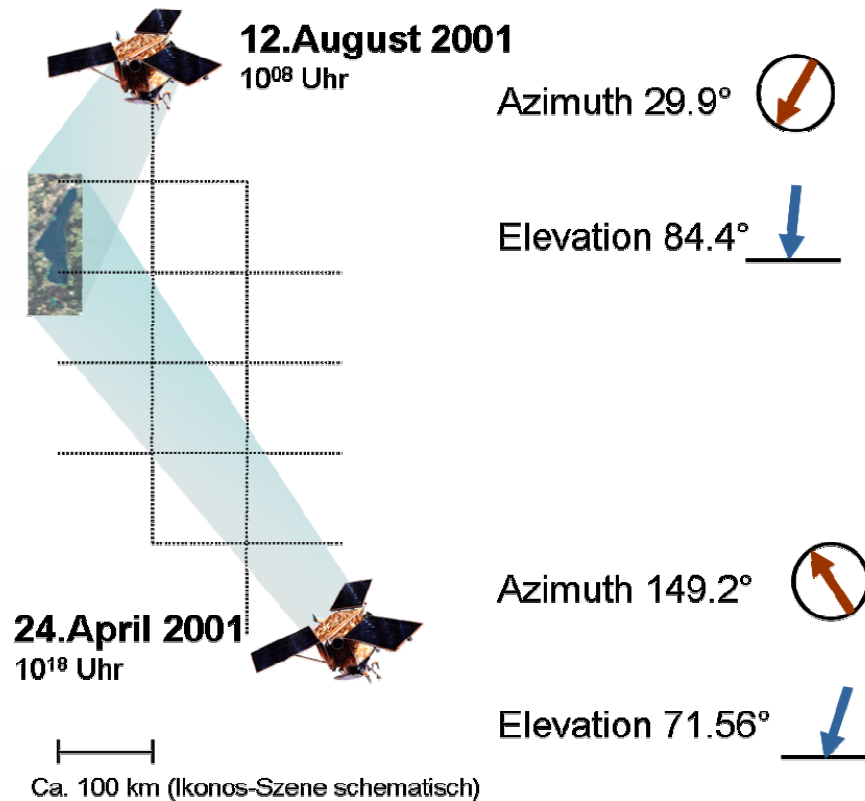 12.August 2001
10⁰⁸ Uhr
Azimuth 29.9°
Elevation 84.4°
Azimuth 149.2°
24.April 2001
10¹⁸ Uhr
Elevation 71.56°
Ca. 100 km (Ikonos-Szene schematisch)